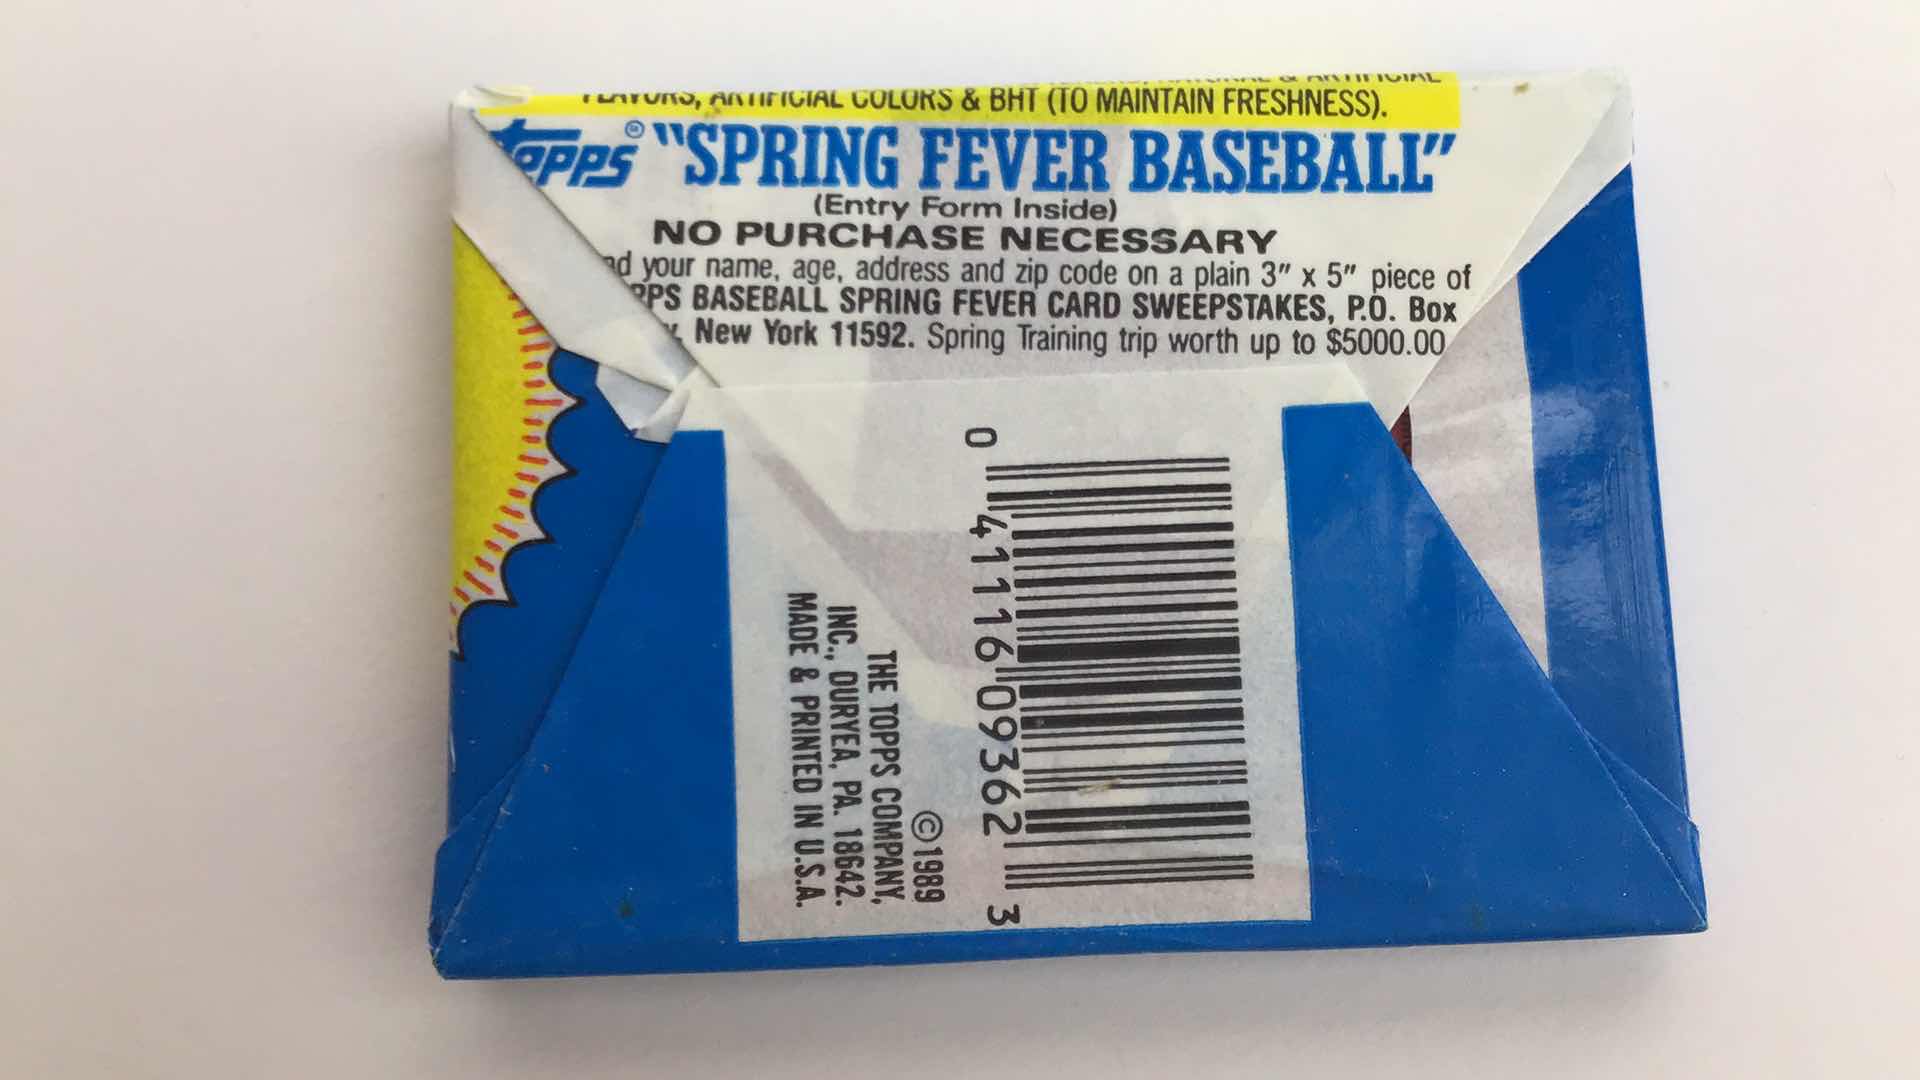 FLAVORS, ARTIFICIAL COLORS & BHT (TO MAINTAIN FRESHNESS).
TOPPS® "SPRING FEVER BASEBALL"
(Entry Form Inside)
NO PURCHASE NECESSARY
your name, age, address and zip code on a plain 3" x 5" piece of
BASEBALL SPRING FEVER CARD SWEEPSTAKES, P.O. Box
New York 11592. Spring Training trip worth up to $5000.00
0 41116 09362 3
©1989
THE TOPPS COMPANY,
INC., DURYEA, PA. 18642.
MADE & PRINTED IN U.S.A.